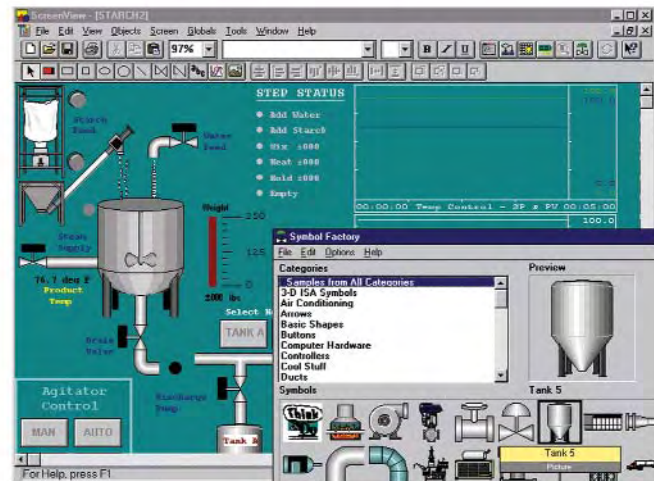 ScreenView - [STARCH2]
File Edit View Objects Screen Globals Tools Window Help
97%
B I U
abc
STEP STATUS
Add Water
Add Starch
Mix ±000
Heat ±000
Hold ±000
Empty
Starch
Feed
Water
Feed
100.0
00:00:00 Temp Control - SP & PV 00:05:00
100.0
Weight
250
125
0
±000 lbs
Steam
Supply
76.7 deg F
Product
Temp
Drain
Valve
TANK A
Discharge
Pump
Tank A
Agitator
Control
MAN AUTO
For Help, press F1
Symbol Factory
File Edit Options Help
Categories
Preview
Samples from All Categories
3-D ISA Symbols
Air Conditioning
Arrows
Basic Shapes
Buttons
Computer Hardware
Controllers
Cool Stuff
Ducts
Symbols
Tank 5
Think
Tank 5
Picture